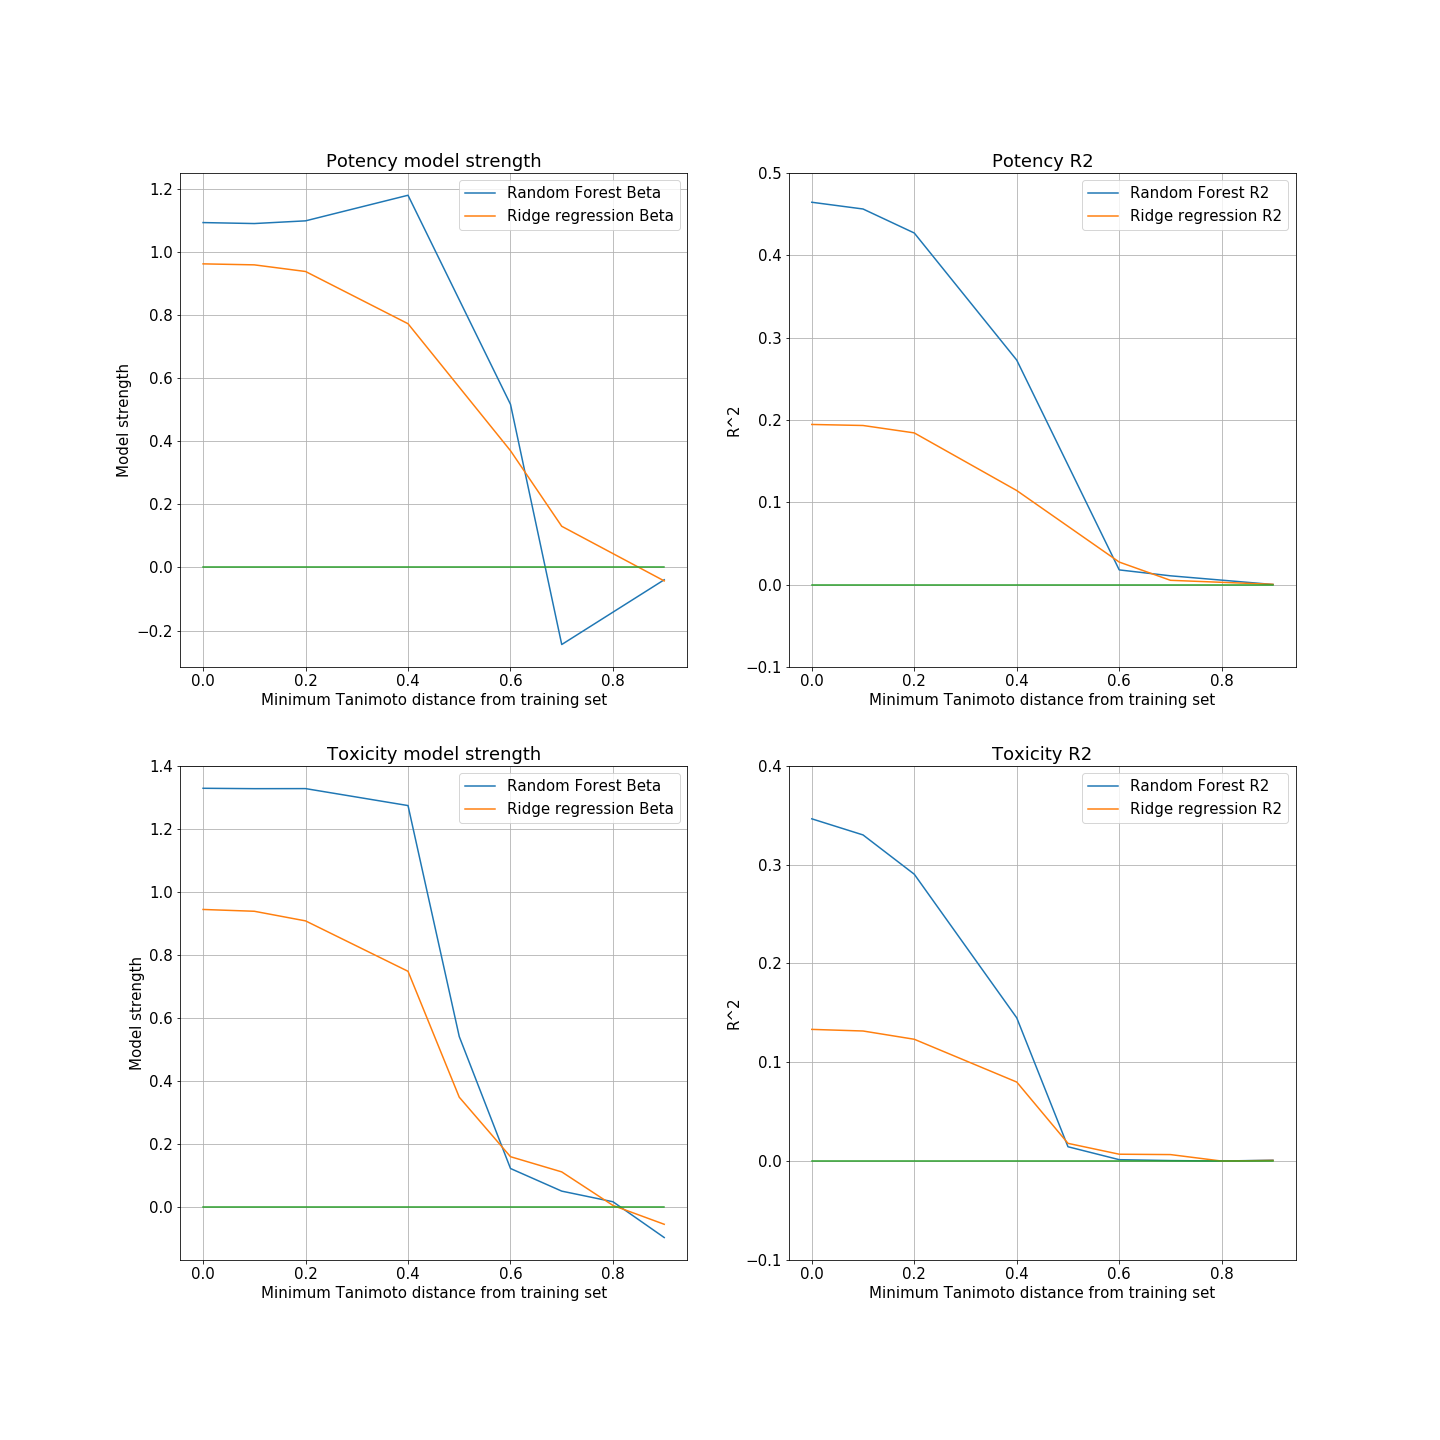 Potency model strength
Random Forest Beta
Ridge regression Beta
1.2
1.0
0.8
0.6
0.4
0.2
0.0
−0.2
Model strength
0.0 0.2 0.4 0.6 0.8
Minimum Tanimoto distance from training set
Potency R2
Random Forest R2
Ridge regression R2
0.5
0.4
0.3
0.2
0.1
0.0
−0.1
R^2
0.0 0.2 0.4 0.6 0.8
Minimum Tanimoto distance from training set
Toxicity model strength
Random Forest Beta
Ridge regression Beta
1.4
1.2
1.0
0.8
0.6
0.4
0.2
0.0
Model strength
0.0 0.2 0.4 0.6 0.8
Minimum Tanimoto distance from training set
Toxicity R2
Random Forest R2
Ridge regression R2
0.4
0.3
0.2
0.1
0.0
−0.1
R^2
0.0 0.2 0.4 0.6 0.8
Minimum Tanimoto distance from training set